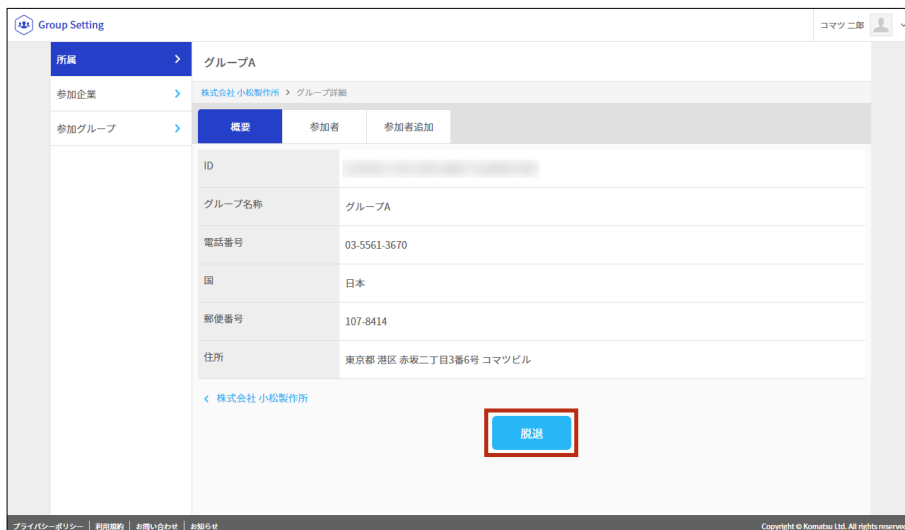 Group Setting
コマツ 二郎
所属
参加企業
参加グループ
グループA
株式会社 小松製作所 > グループ詳細
概要 参加者 参加者追加
ID
グループ名称 グループA
電話番号 03-5561-3670
国 日本
郵便番号 107-8414
住所 東京都 港区 赤坂二丁目3番6号 コマツビル
< 株式会社 小松製作所
脱退
プライバシーポリシー | 利用規約 | お問い合わせ | お知らせ
Copyright © Komatsu Ltd. All rights reserved